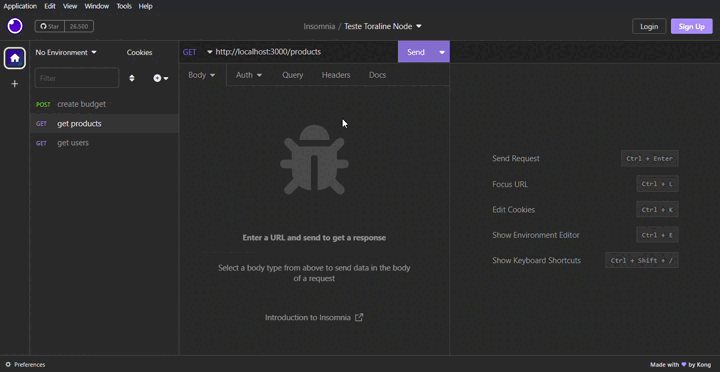 Application Edit View Window Tools Help
Star 26,500
Insomnia / Teste Toraline Node
Login
Sign Up
No Environment
Cookies
Filter
POST create budget
GET get products
GET get users
GET http://localhost:3000/products
Send
Body Auth Query Headers Docs
Enter a URL and send to get a response
Select a body type from above to send data in the body
of a request
Introduction to Insomnia
Send Request Ctrl + Enter
Focus URL Ctrl + L
Edit Cookies Ctrl + K
Show Environment Editor Ctrl + E
Show Keyboard Shortcuts Ctrl + Shift + /
Preferences
Made with by Kong